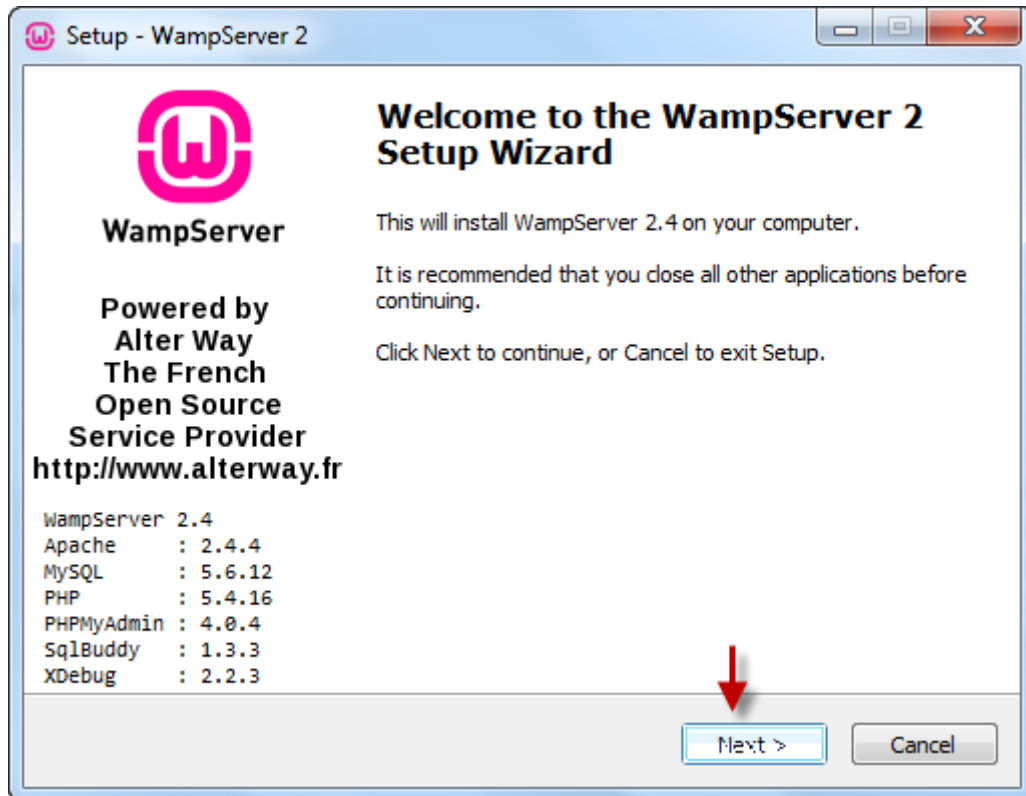 Setup - WampServer 2
WampServer
Powered by
Alter Way
The French
Open Source
Service Provider
http://www.alterway.fr
WampServer 2.4
Apache : 2.4.4
MySQL : 5.6.12
PHP : 5.4.16
PHPMyAdmin : 4.0.4
SqlBuddy : 1.3.3
XDebug : 2.2.3
Welcome to the WampServer 2
Setup Wizard
This will install WampServer 2.4 on your computer.
It is recommended that you close all other applications before
continuing.
Click Next to continue, or Cancel to exit Setup.
Next >
Cancel